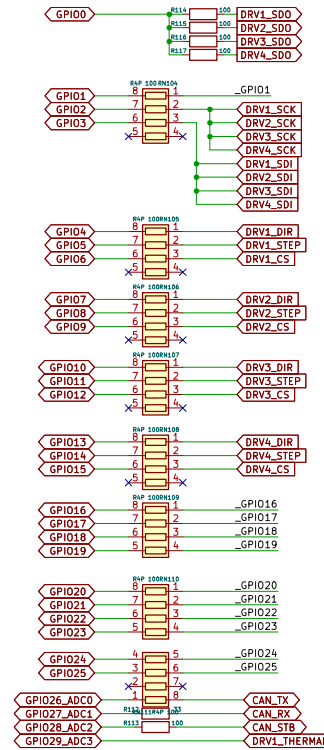 GPIO0 R114 100 DRV1_SDO
R115 100 DRV2_SDO
R116 100 DRV3_SDO
R117 100 DRV4_SDO
R4P 100 RN104
GPIO1 8 1 _GPIO1
GPIO2 7 2 DRV1_SCK
GPIO3 6 3 DRV2_SCK
5 4 DRV3_SCK
DRV4_SCK
DRV1_SDI
DRV2_SDI
DRV3_SDI
DRV4_SDI
R4P 100RN105
GPIO4 8 1 DRV1_DIR
GPIO5 7 2 DRV1_STEP
GPIO6 6 3 DRV1_CS
5 4
R4P 100RN106
GPIO7 8 1 DRV2_DIR
GPIO8 7 2 DRV2_STEP
GPIO9 6 3 DRV2_CS
5 4
R4P 100RN107
GPIO10 8 1 DRV3_DIR
GPIO11 7 2 DRV3_STEP
GPIO12 6 3 DRV3_CS
5 4
R4P 100RN108
GPIO13 8 1 DRV4_DIR
GPIO14 7 2 DRV4_STEP
GPIO15 6 3 DRV4_CS
5 4
R4P 100RN109
GPIO16 8 1 _GPIO16
GPIO17 7 2 _GPIO17
GPIO18 6 3 _GPIO18
GPIO19 5 4 _GPIO19
R4P 100RN110
GPIO20 8 1 _GPIO20
GPIO21 7 2 _GPIO21
GPIO22 6 3 _GPIO22
GPIO23 5 4 _GPIO23
GPIO24 4 5 _GPIO24
GPIO25 3 6 _GPIO25
2 7
GPIO26_ADC0 1 8 CAN_TX
GPIO27_ADC1 R112 33 CAN_RX
GPIO28_ADC2 R113 100 CAN_STB
GPIO29_ADC3 DRV1_THERMA